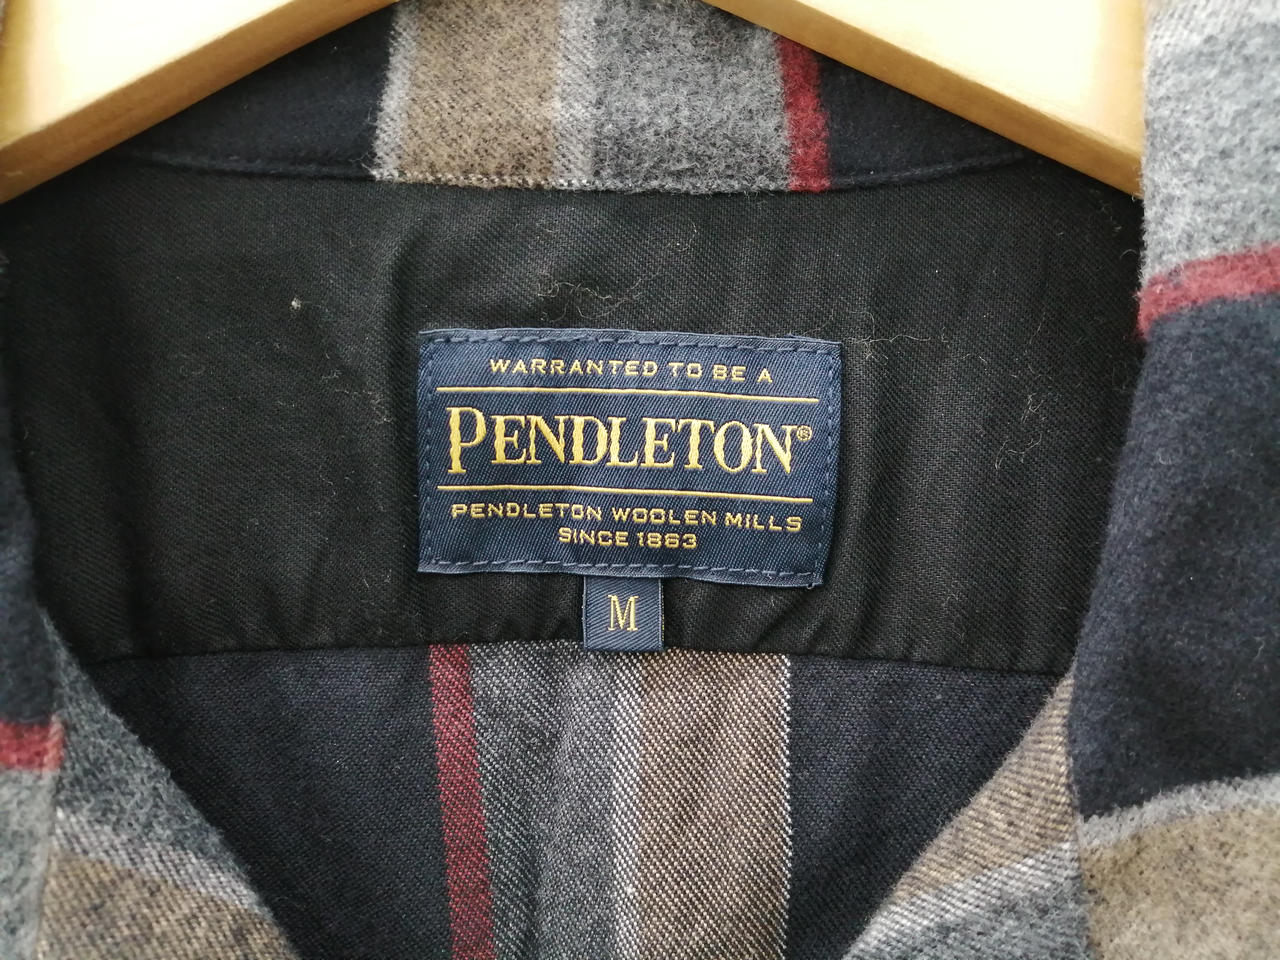 WARRANTED TO BE A
PENDLETON®
PENDLETON WOOLEN MILLS
SINCE 1863
M